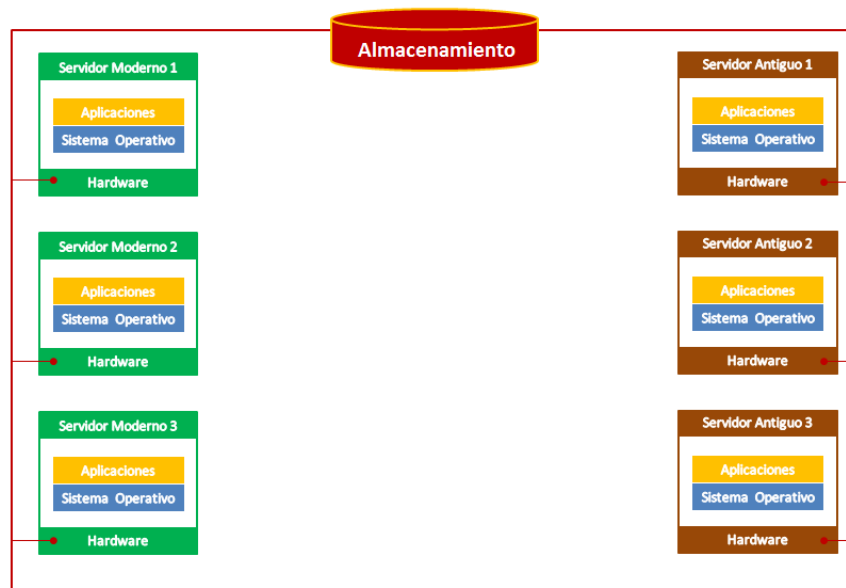 Almacenamiento
Servidor Moderno 1
Aplicaciones
Sistema Operativo
Hardware
Servidor Antiguo 1
Aplicaciones
Sistema Operativo
Hardware
Servidor Moderno 2
Aplicaciones
Sistema Operativo
Hardware
Servidor Antiguo 2
Aplicaciones
Sistema Operativo
Hardware
Servidor Moderno 3
Aplicaciones
Sistema Operativo
Hardware
Servidor Antiguo 3
Aplicaciones
Sistema Operativo
Hardware